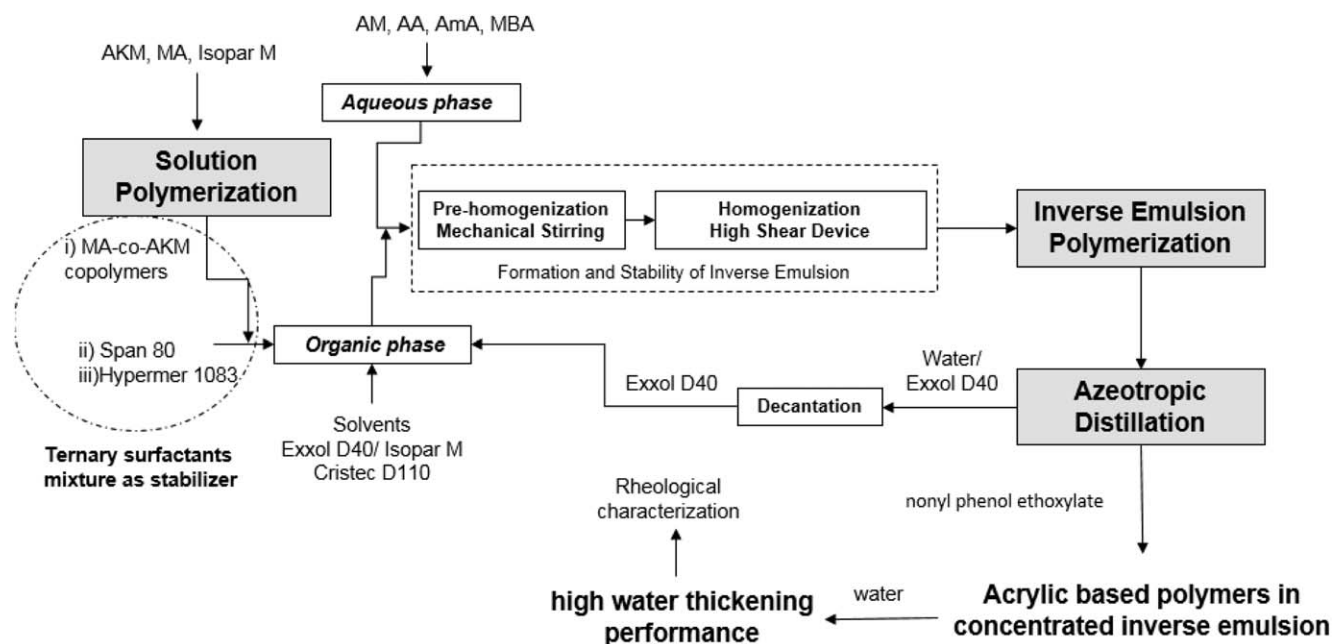 AM, AA, AmA, MBA
AKM, MA, Isopar M
Aqueous phase
Solution
Polymerization
Pre-homogenization
Mechanical Stirring
Homogenization
High Shear Device
Formation and Stability of Inverse Emulsion
Inverse Emulsion
Polymerization
i) MA-co-AKM
copolymers
ii) Span 80
iii)Hypermer 1083
Organic phase
Ternary surfactants
mixture as stabilizer
Solvents
Exxol D40/ Isopar M
Cristec D110
Exxol D40
Decantation
Water/
Exxol D40
Azeotropic
Distillation
Rheological
characterization
nonyl phenol ethoxylate
high water thickening
performance
water
Acrylic based polymers in
concentrated inverse emulsion